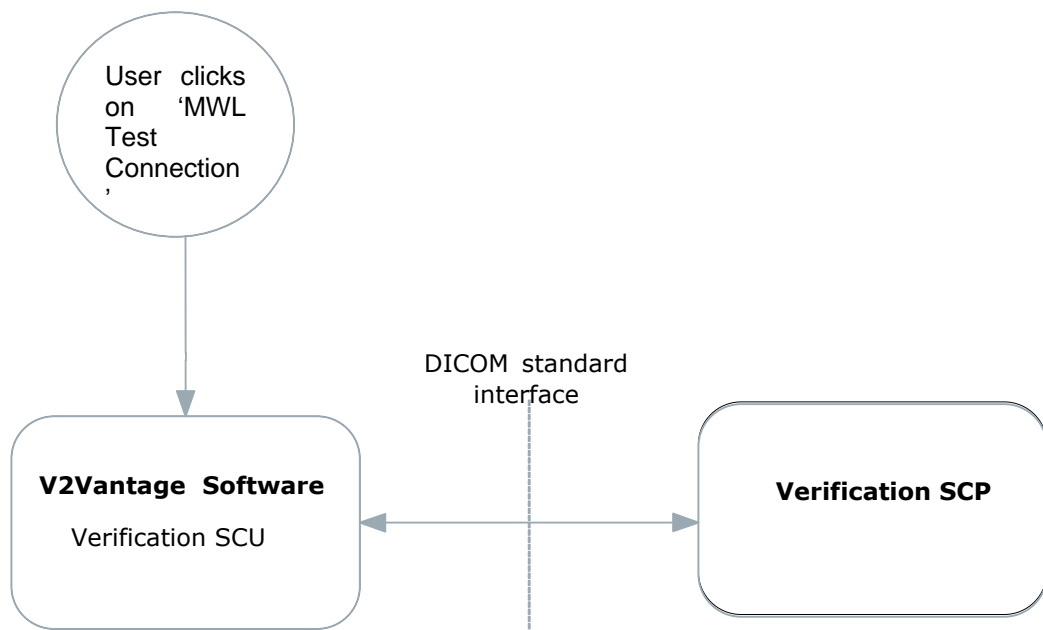 User clicks
on ‘MWL
Test
Connection
’
DICOM standard
interface
V2Vantage Software
Verification SCU
Verification SCP